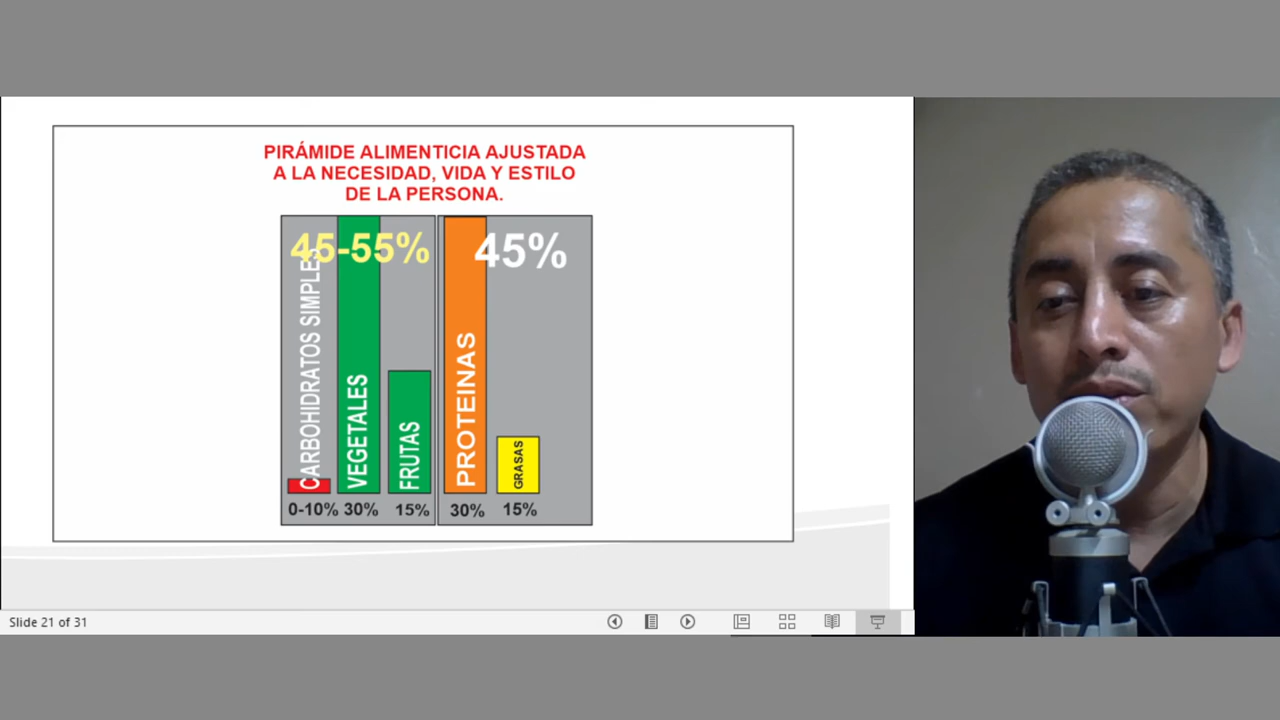 PIRÁMIDE ALIMENTICIA AJUSTADA
A LA NECESIDAD, VIDA Y ESTILO
DE LA PERSONA.
45-55%
45%
CARBOHIDRATOS SIMPLES
VEGETALES
FRUTAS
PROTEINAS
GRASAS
0-10% 30% 15% 30% 15%
Slide 21 of 31